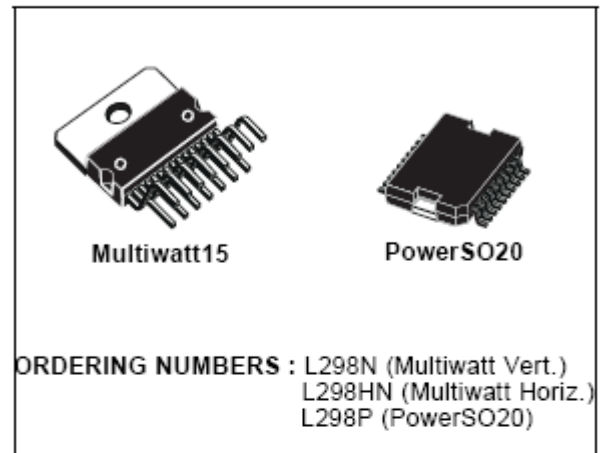 Multiwatt15 PowerSO20
ORDERING NUMBERS : L298N (Multiwatt Vert.)
L298HN (Multiwatt Horiz.)
L298P (PowerSO20)